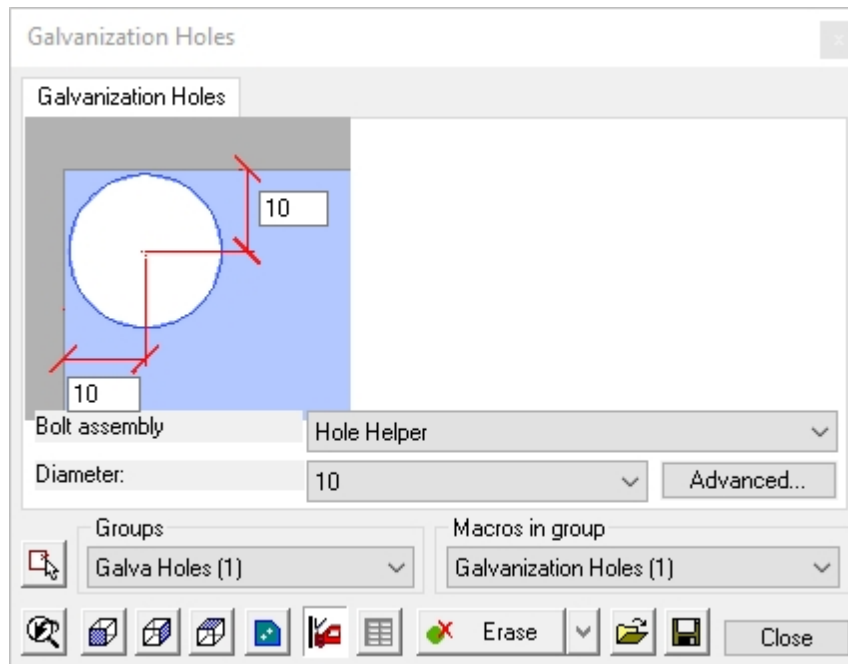 Galvanization Holes
Galvanization Holes
10
10
Bolt assembly
Hole Helper
Diameter:
10
Advanced...
Groups
Macros in group
Galva Holes (1)
Galvanization Holes (1)
Erase
Close